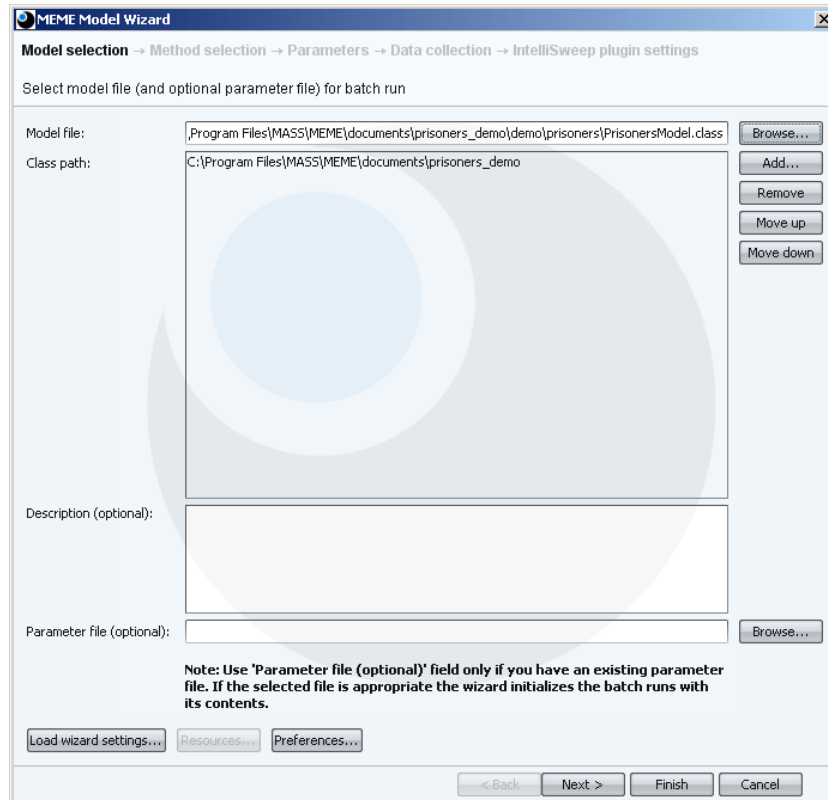 MEME Model Wizard
Model selection → Method selection → Parameters → Data collection → IntelliSweep plugin settings
Select model file (and optional parameter file) for batch run
Model file: ,Program Files\MASS\MEME\documents\prisoners_demo\demo\prisoners\PrisonersModel.class Browse...
Class path: C:\Program Files\MASS\MEME\documents\prisoners_demo Add...
Remove
Move up
Move down
Description (optional):
Parameter file (optional): Browse...
Note: Use 'Parameter file (optional)' field only if you have an existing parameter
file. If the selected file is appropriate the wizard initializes the batch runs with
its contents.
Load wizard settings... Resources... Preferences...
< Back Next > Finish Cancel